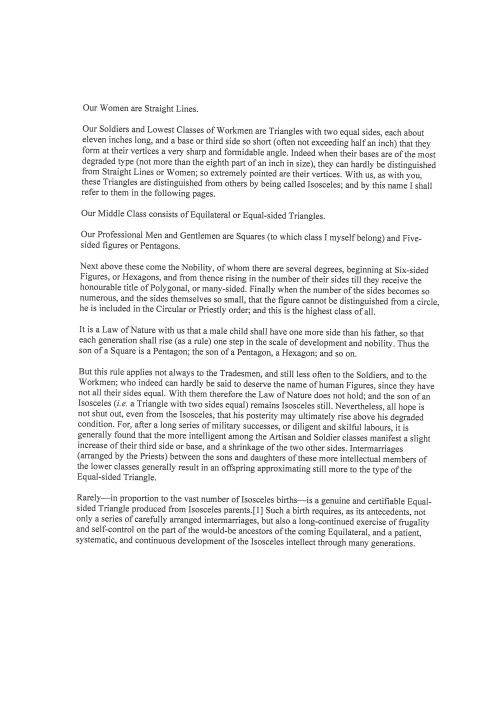 Our Women are Straight Lines.
Our Soldiers and Lowest Classes of Workmen are Triangles with two equal sides, each about
eleven inches long, and a base or third side so short (often not exceeding half an inch) that they
form at their vertices a very sharp and formidable angle. Indeed when their bases are of the most
degraded type (not more than the eighth part of an inch in size), they can hardly be distinguished
from Straight Lines or Women; so extremely pointed are their vertices. With us, as with you,
these Triangles are distinguished from others by being called Isosceles; and by this name I shall
refer to them in the following pages.
Our Middle Class consists of Equilateral or Equal-sided Triangles.
Our Professional Men and Gentlemen are Squares (to which class I myself belong) and Five-
sided figures or Pentagons.
Next above these come the Nobility, of whom there are several degrees, beginning at Six-sided
Figures, or Hexagons, and from thence rising in the number of their sides till they receive the
honourable title of Polygonal, or many-sided. Finally when the number of the sides becomes so
numerous, and the sides themselves so small, that the figure cannot be distinguished from a circle,
he is included in the Circular or Priestly order; and this is the highest class of all.
It is a Law of Nature with us that a male child shall have one more side than his father, so that
each generation shall rise (as a rule) one step in the scale of development and nobility. Thus the
son of a Square is a Pentagon; the son of a Pentagon, a Hexagon; and so on.
But this rule applies not always to the Tradesmen, and still less often to the Soldiers, and to the
Workmen; who indeed can hardly be said to deserve the name of human Figures, since they have
not all their sides equal. With them therefore the Law of Nature does not hold; and the son of an
Isosceles (i.e. a Triangle with two sides equal) remains Isosceles still. Nevertheless, all hope is
not shut out, even from the Isosceles, that his posterity may ultimately rise above his degraded
condition. For, after a long series of military successes, or diligent and skilful labours, it is
generally found that the more intelligent among the Artisan and Soldier classes manifest a slight
increase of their third side or base, and a shrinkage of the two other sides. Intermarriages
(arranged by the Priests) between the sons and daughters of these more intellectual members of
the lower classes generally result in an offspring approximating still more to the type of the
Equal-sided Triangle.
Rarely—in proportion to the vast number of Isosceles births—is a genuine and certifiable Equal-
sided Triangle produced from Isosceles parents.[1] Such a birth requires, as its antecedents, not
only a series of carefully arranged intermarriages, but also a long-continued exercise of frugality
and self-control on the part of the would-be ancestors of the coming Equilateral, and a patient,
systematic, and continuous development of the Isosceles intellect through many generations.